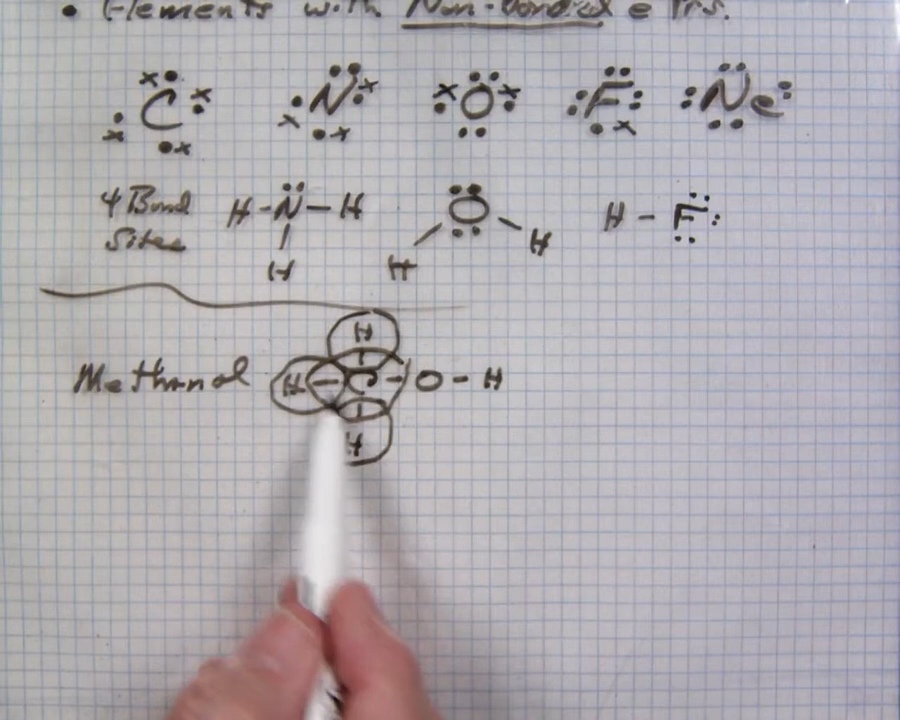 • Elements with Non-bonded e Prs.
C N O F Ne
4 Bond H-N-H O H-F
Sites H H H
H
Methanol H-C-O-H
H